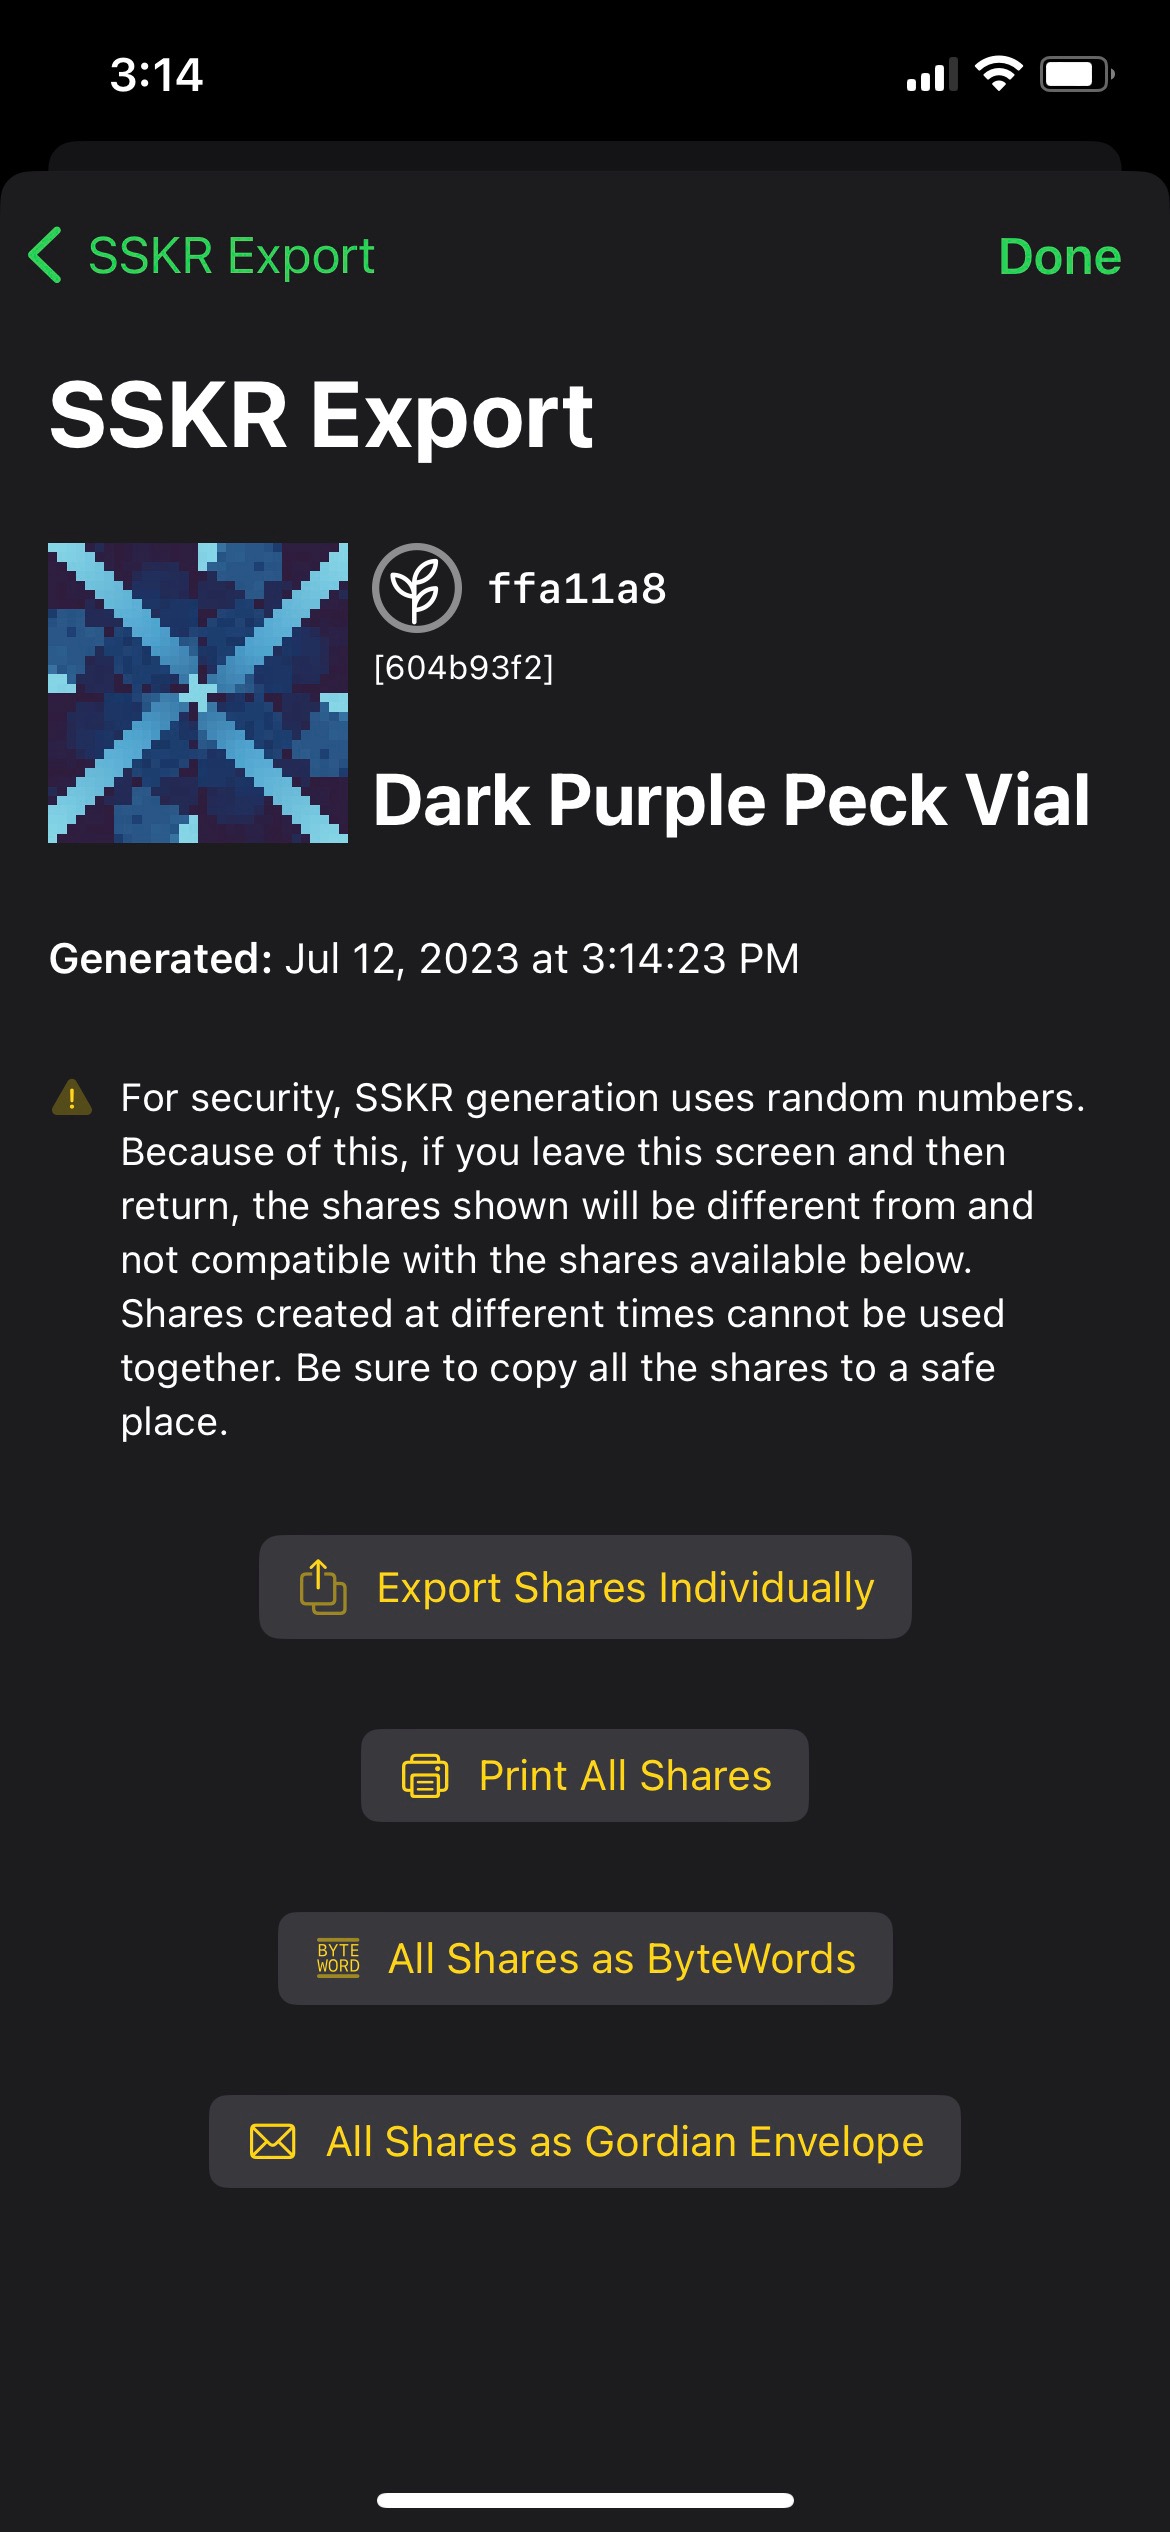 3:14
SSKR Export
Done
SSKR Export
ffa11a8
[604b93f2]
Dark Purple Peck Vial
Generated: Jul 12, 2023 at 3:14:23 PM
For security, SSKR generation uses random numbers.
Because of this, if you leave this screen and then
return, the shares shown will be different from and
not compatible with the shares available below.
Shares created at different times cannot be used
together. Be sure to copy all the shares to a safe
place.
Export Shares Individually
Print All Shares
BYTE
WORD
All Shares as ByteWords
All Shares as Gordian Envelope